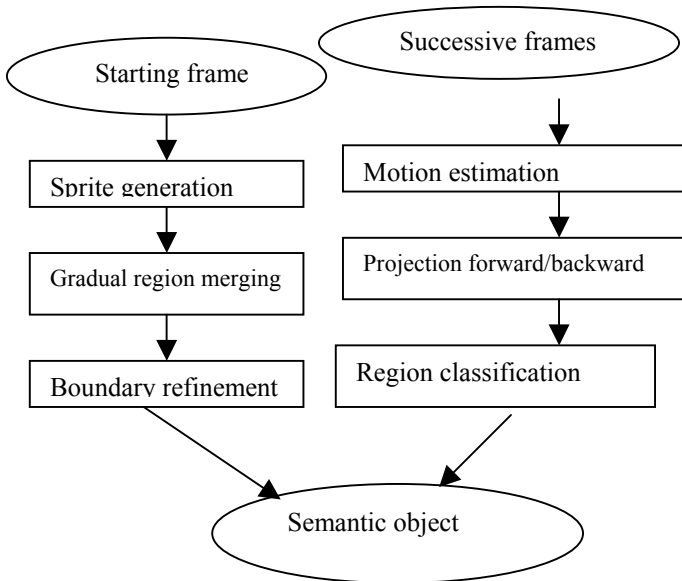 Starting frame
Successive frames
Sprite generation
Motion estimation
Gradual region merging
Projection forward/backward
Boundary refinement
Region classification
Semantic object